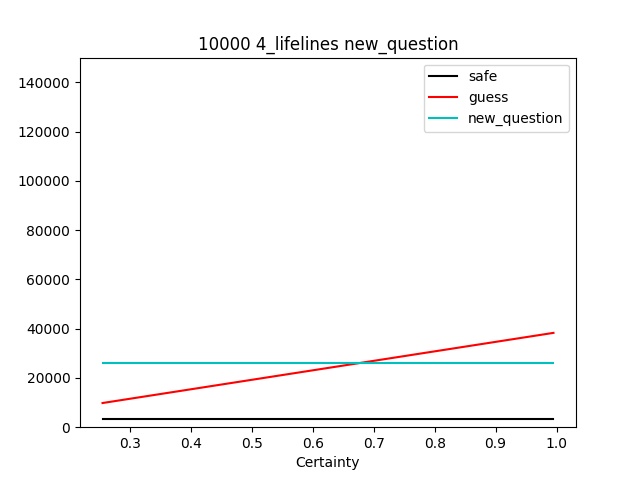 10000 4_lifelines new_question
safe
guess
new_question
140000
120000
100000
80000
60000
40000
20000
0
0.3 0.4 0.5 0.6 0.7 0.8 0.9 1.0
Certainty